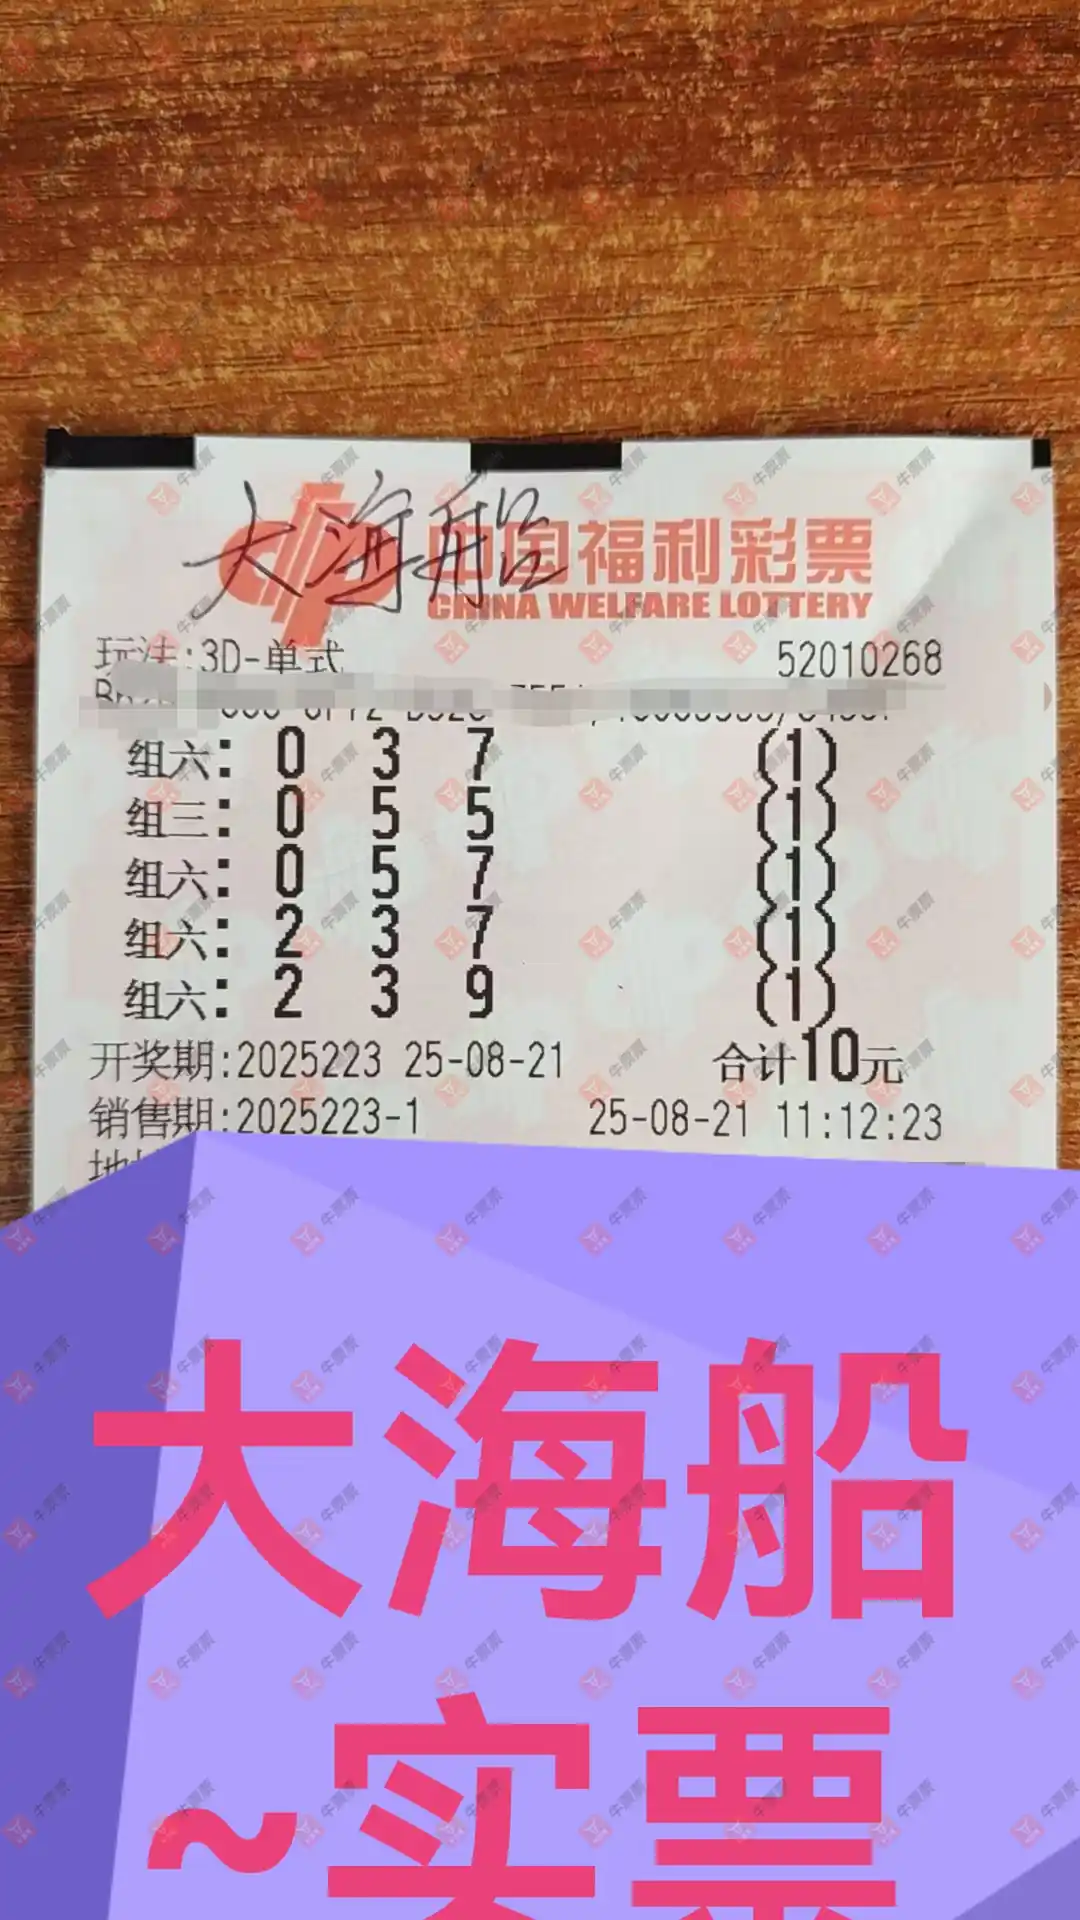 大海船
中国福利彩票
CHINA WELFARE LOTTERY
玩法:3D-单式 52010268
组六: 0 3 7 (1)
组三: 0 5 5 (1)
组六: 0 5 7 (1)
组六: 2 3 7 (1)
组六: 2 3 9 (1)
开奖期:2025223 25-08-21 合计10元
销售期:2025223-1 25-08-21 11:12:23
大海船
~实票
牛票票